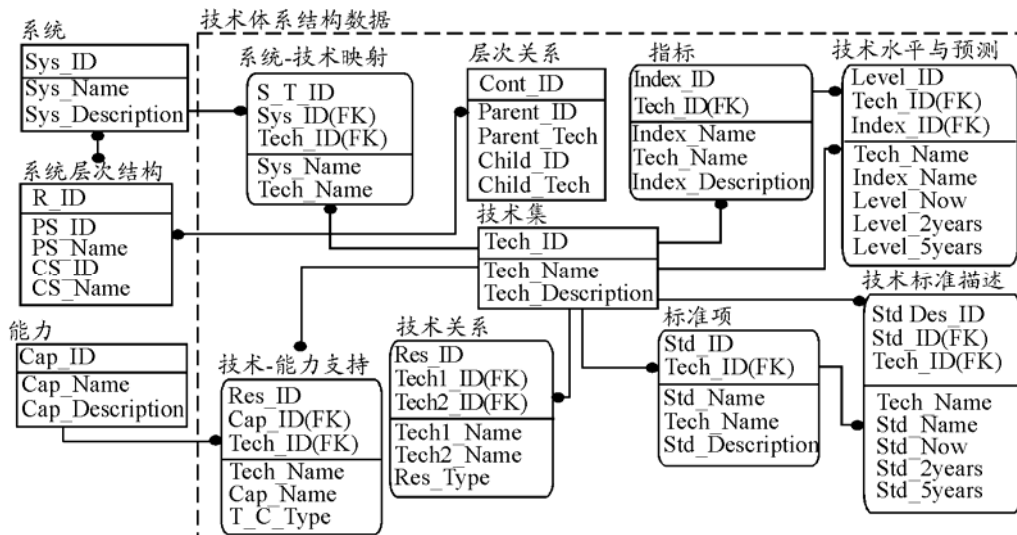 系统
Sys_ID
Sys_Name
Sys_Description
系统层次结构
R_ID
PS_ID
PS_Name
CS_ID
CS_Name
能力
Cap_ID
Cap_Name
Cap_Description
技术体系结构数据
系统-技术映射
S_T_ID
Sys_ID(FK)
Tech_ID(FK)
Sys_Name
Tech_Name
层次关系
Cont_ID
Parent_ID
Parent_Tech
Child_ID
Child_Tech
指标
Index_ID
Tech_ID(FK)
Index_Name
Tech_Name
Index_Description
技术水平与预测
Level_ID
Tech_ID(FK)
Index_ID(FK)
Tech_Name
Index_Name
Level_Now
Level_2years
Level_5years
技术集
Tech_ID
Tech_Name
Tech_Description
技术-能力支持
Res_ID
Cap_ID(FK)
Tech_ID(FK)
Tech_Name
Cap_Name
T_C_Type
技术关系
Res_ID
Tech1_ID(FK)
Tech2_ID(FK)
Tech1_Name
Tech2_Name
Res_Type
标准项
Std_ID
Tech_ID(FK)
Std_Name
Tech_Name
Std_Description
技术标准描述
Std Des_ID
Std_ID(FK)
Tech_ID(FK)
Tech_Name
Std_Name
Std_Now
Std_2years
Std_5years